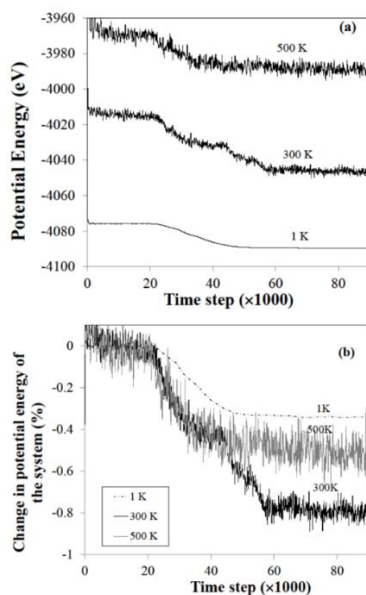 (a)
Potential Energy (eV)
-3960
-3980
-4000
-4020
-4040
-4060
-4080
-4100
500 K
300 K
1 K
0 20 40 60 80
Time step (×1000)
(b)
Change in potential energy of
the system (%)
0
-0.2
-0.4
-0.6
-0.8
-1
1K
500K
300K
1 K
300 K
500 K
0 20 40 60 80
Time step (×1000)